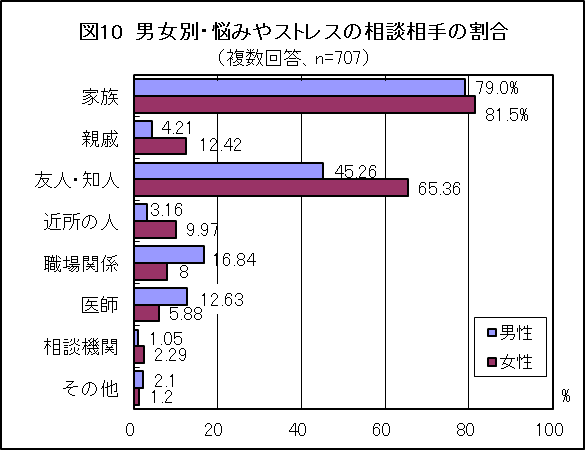 図10 男女別・悩みやストレスの相談相手の割合
（複数回答、n=707）
家族 79.0%
81.5%
親戚 4.21
12.42
友人・知人 45.26
65.36
近所の人 3.16
9.97
職場関係 16.84
8
医師 12.63
5.88
相談機関 1.05
2.29
その他 2.1
1.2
男性
女性
%
0 20 40 60 80 100